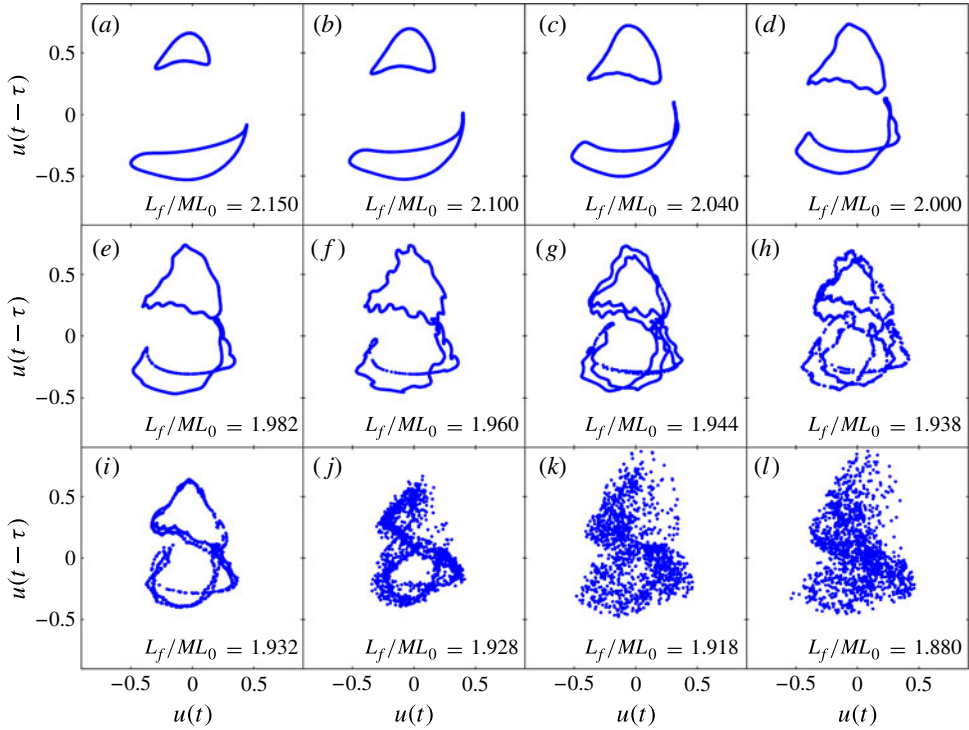 (a) (b) (c) (d)
0.5
0
−0.5
u(t − τ)
L_f/ML_0 = 2.150 L_f/ML_0 = 2.100 L_f/ML_0 = 2.040 L_f/ML_0 = 2.000
(e) (f) (g) (h)
0.5
0
−0.5
u(t − τ)
L_f/ML_0 = 1.982 L_f/ML_0 = 1.960 L_f/ML_0 = 1.944 L_f/ML_0 = 1.938
(i) (j) (k) (l)
0.5
0
−0.5
u(t − τ)
L_f/ML_0 = 1.932 L_f/ML_0 = 1.928 L_f/ML_0 = 1.918 L_f/ML_0 = 1.880
−0.5 0 0.5 −0.5 0 0.5 −0.5 0 0.5 −0.5 0 0.5
u(t) u(t) u(t) u(t)